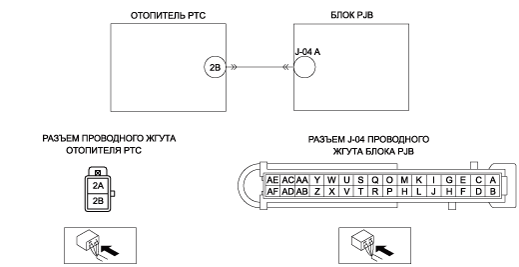 ОТОПИТЕЛЬ PTC
БЛОК PJB
2B
J-04 A
РАЗЪЕМ ПРОВОДНОГО ЖГУТА
ОТОПИТЕЛЯ PTC
РАЗЪЕМ J-04 ПРОВОДНОГО
ЖГУТА БЛОКА PJB
2A
2B
AE AC AA Y W U S Q O M K I G E C A
AF AD AB Z X V T R P H L J H F D B